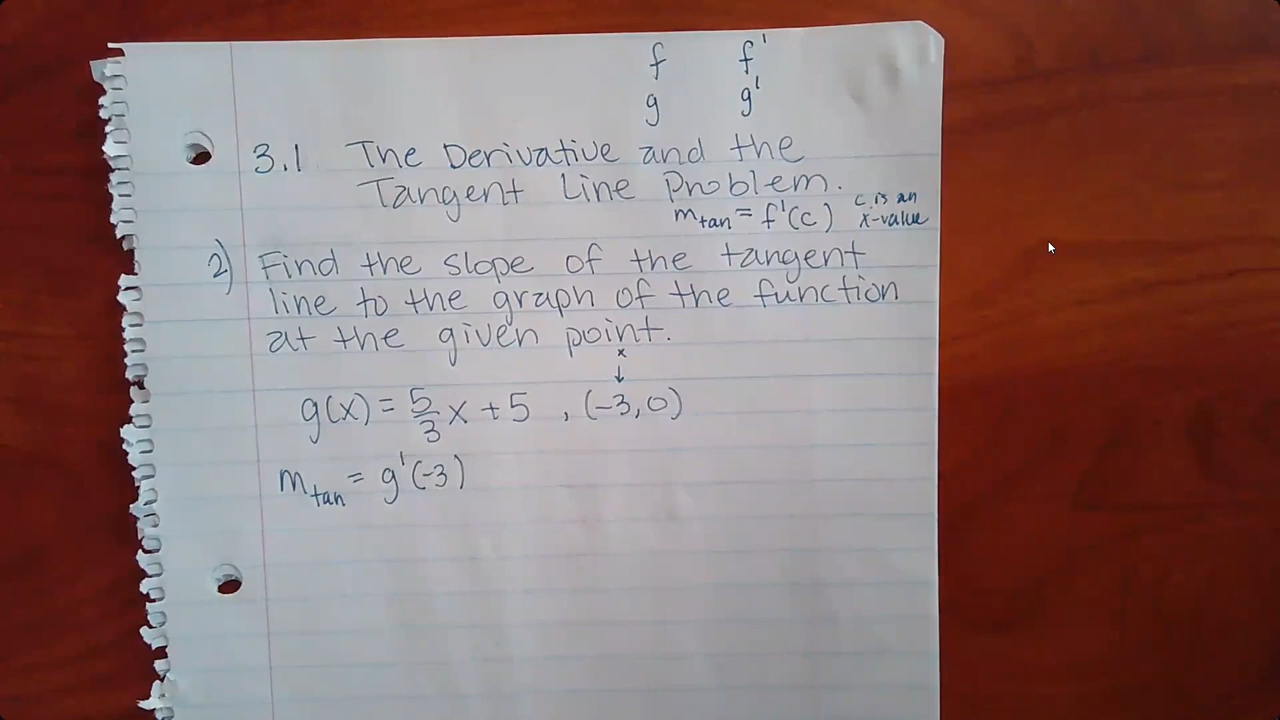 f f'
g g'
3.1 The Derivative and the
Tangent Line Problem.
m_tan = f'(c) c is an x-value
2) Find the slope of the tangent
line to the graph of the function
at the given point.
x
↓
g(x) = 5/3 x + 5 , (-3, 0)
m_tan = g'(-3)